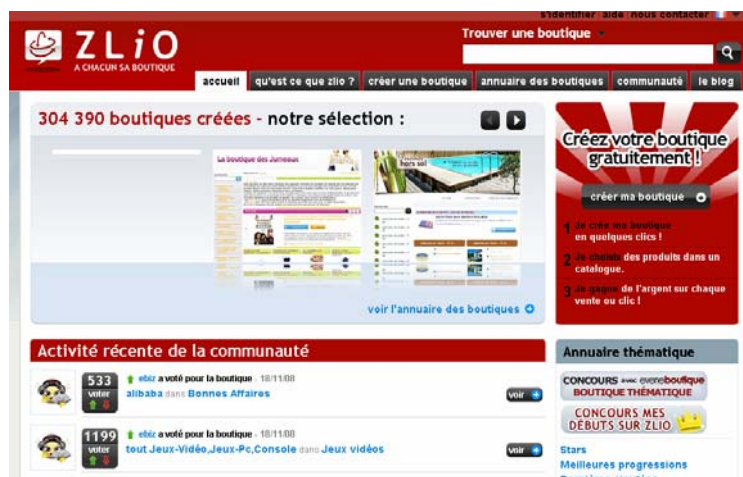 s'identifier aide nous contacter
ZLiO
A CHACUN SA BOUTIQUE
Trouver une boutique
accueil qu'est ce que zlio ? créer une boutique annuaire des boutiques communauté le blog
304 390 boutiques créées - notre sélection :
La boutique des Jumeaux
hors sol
voir l'annuaire des boutiques
Créez votre boutique
gratuitement !
créer ma boutique
1 Je crée ma boutique
en quelques clics !
2 Je choisis des produits dans un
catalogue.
3 Je gagne de l'argent sur chaque
vente ou clic !
Activité récente de la communauté
533
voter
ebiz a voté pour la boutique - 18/11/08
alibaba dans Bonnes Affaires
voir
1199
voter
ebiz a voté pour la boutique - 18/11/08
tout Jeux-Vidéo,Jeux-Pc,Console dans Jeux vidéos
voir
Annuaire thématique
CONCOURS avec eveneboutique
BOUTIQUE THÉMATIQUE
CONCOURS MES
DÉBUTS SUR ZLIO
Stars
Meilleures progressions